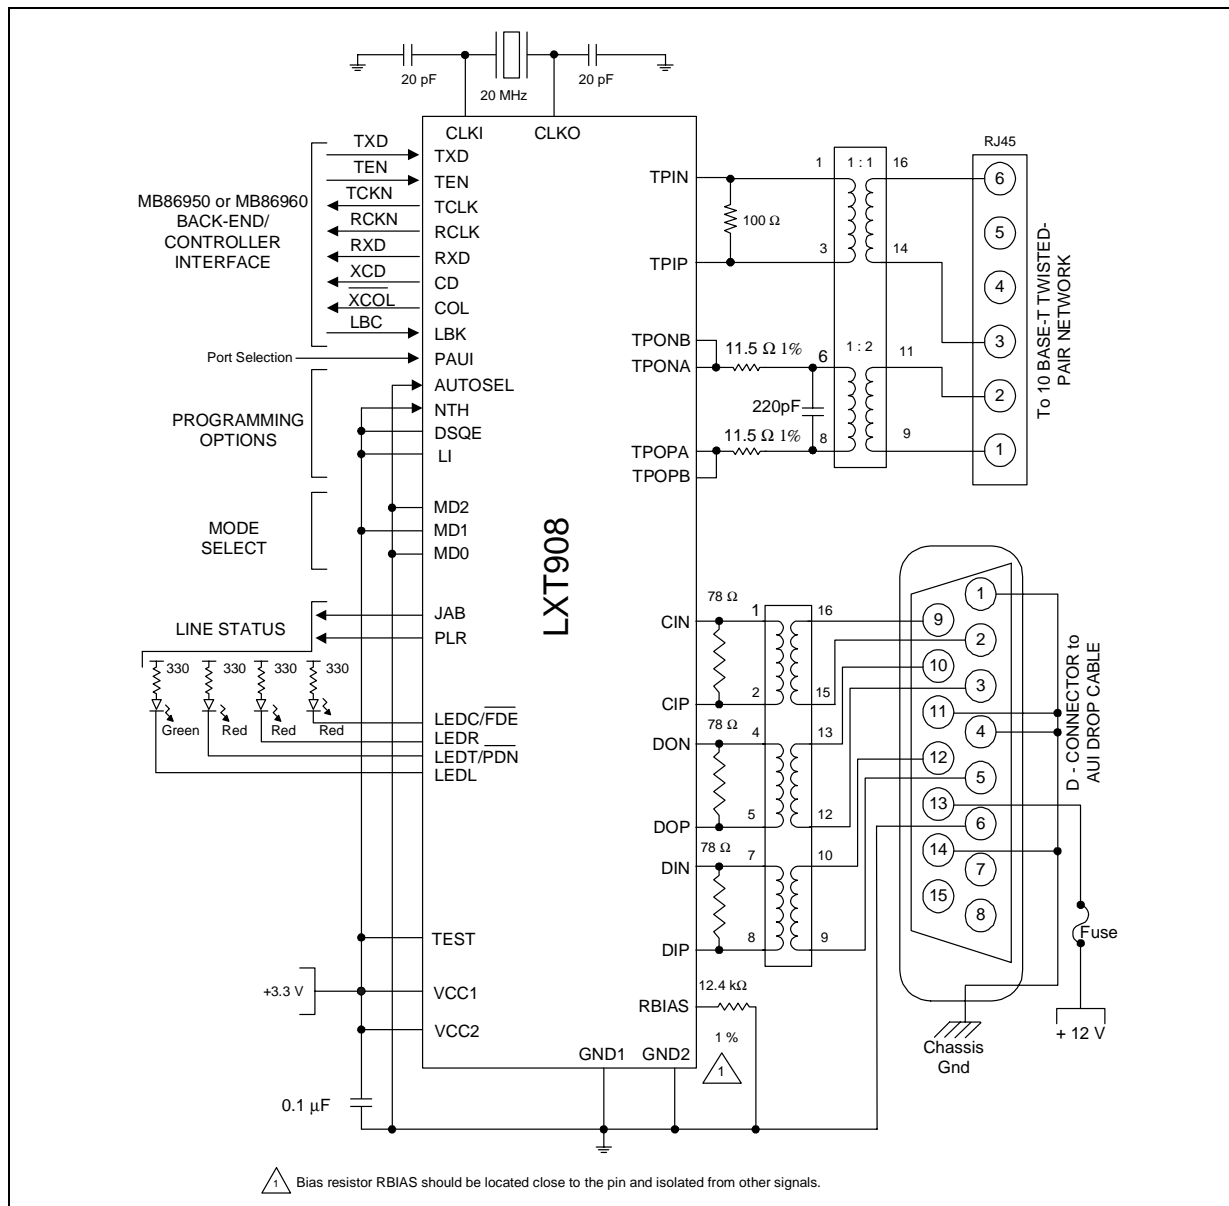 20 pF
20 MHz
20 pF
CLKI
CLKO
MB86950 or MB86960
BACK-END/
CONTROLLER
INTERFACE
TXD
TEN
TCKN
RCKN
RXD
XCD
XCOL
LBC
Port Selection
TXD
TEN
TCLK
RCLK
RXD
CD
COL
LBK
PAUI
AUTOSEL
NTH
DSQE
LI
MD2
MD1
MD0
JAB
PLR
LEDC/FDE
LEDR
LEDT/PDN
LEDL
TEST
VCC1
VCC2
PROGRAMMING
OPTIONS
MODE
SELECT
LINE STATUS
330
330
330
330
Green
Red
Red
Red
+3.3 V
0.1 µF
LXT908
TPIN
TPIP
TPONB
TPONA
TPOPA
TPOPB
CIN
CIP
DON
DOP
DIN
DIP
RBIAS
GND1
GND2
100 Ω
11.5 Ω 1%
220pF
11.5 Ω 1%
1
1 : 1
16
3
14
6
1 : 2
11
8
9
RJ45
6
5
4
3
2
1
To 10 BASE-T TWISTED-
PAIR NETWORK
78 Ω
78 Ω
78 Ω
1
16
2
15
4
13
5
12
7
10
8
9
12.4 kΩ
1 %
1
1
9
2
10
3
11
4
12
5
13
6
14
7
15
8
D - CONNECTOR to
AUI DROP CABLE
Fuse
+ 12 V
Chassis
Gnd
1 Bias resistor RBIAS should be located close to the pin and isolated from other signals.